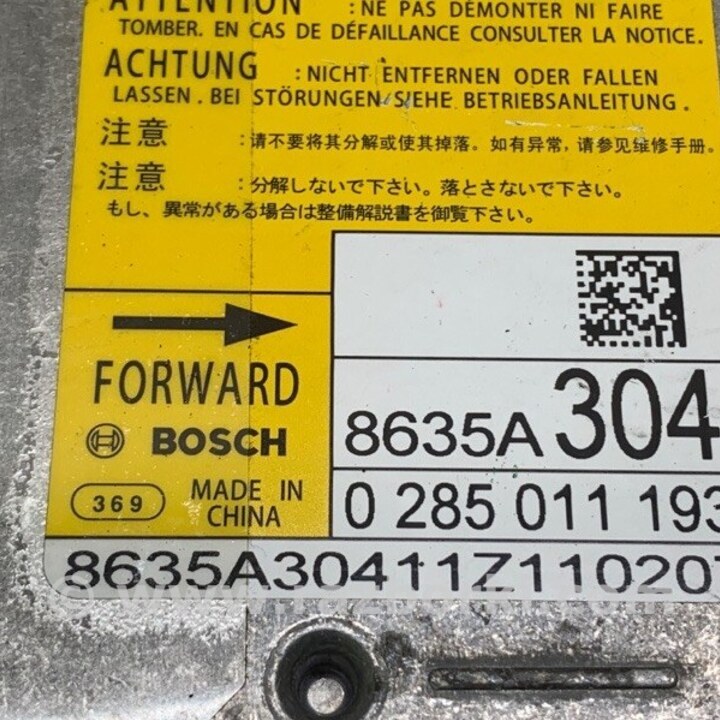 ATTENTION : NE PAS DÉMONTER NI FAIRE
TOMBER. EN CAS DE DÉFAILLANCE CONSULTER LA NOTICE.
ACHTUNG : NICHT ENTFERNEN ODER FALLEN
LASSEN. BEI STÖRUNGEN SIEHE BETRIEBSANLEITUNG.
注意 : 请不要将其分解或使其掉落。如有异常，请参见维修手册。
注意 : 分解しないで下さい。落とさないで下さい。
もし、異常がある場合は整備解説書を御覧下さい。
FORWARD
BOSCH
369 MADE IN
CHINA
8635A 304
0 285 011 193
8635A30411Z11020